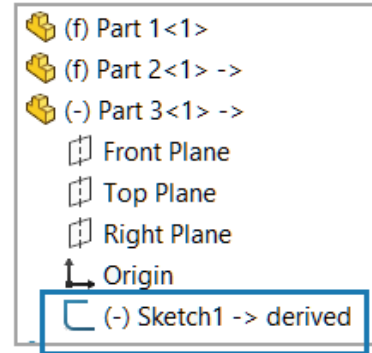 (f) Part 1<1>
(f) Part 2<1> ->
(-) Part 3<1> ->
Front Plane
Top Plane
Right Plane
Origin
(-) Sketch1 -> derived